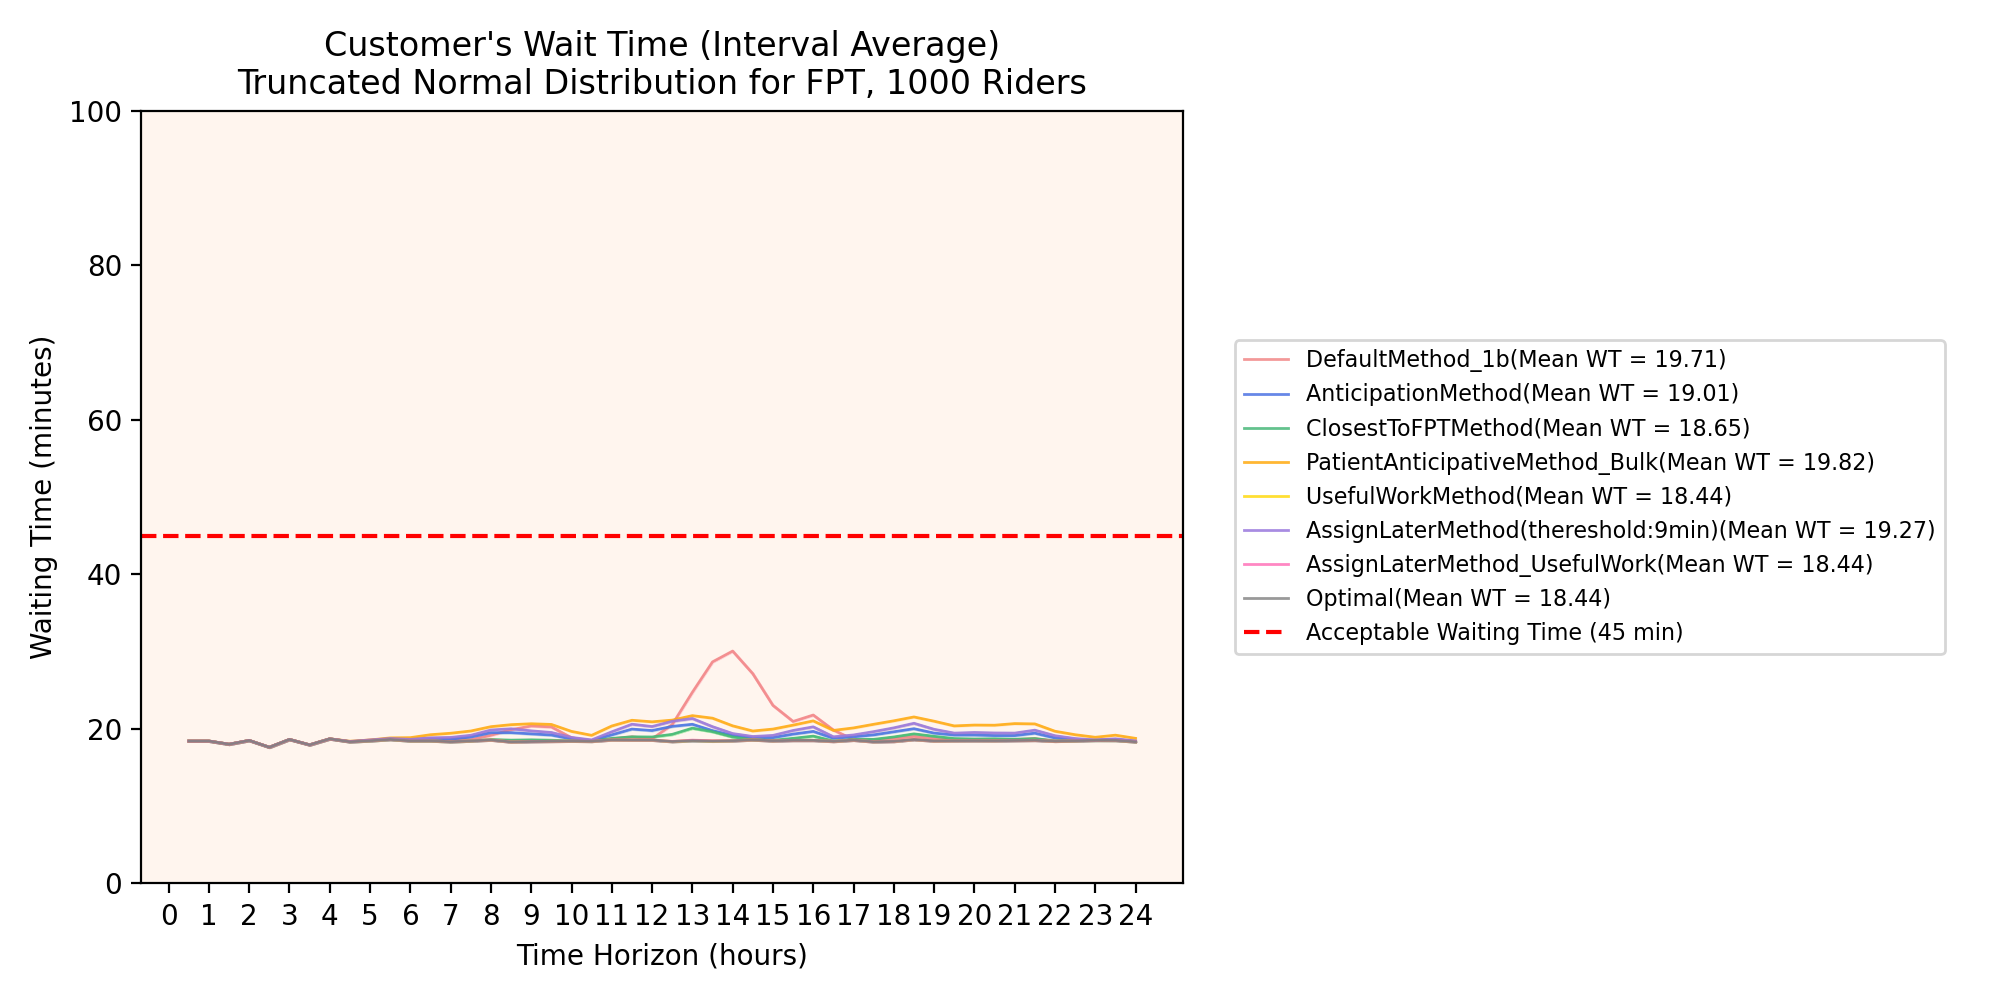 Customer's Wait Time (Interval Average)
Truncated Normal Distribution for FPT, 1000 Riders
Waiting Time (minutes)
100
80
60
40
20
0
0 1 2 3 4 5 6 7 8 9 10 11 12 13 14 15 16 17 18 19 20 21 22 23 24
Time Horizon (hours)
DefaultMethod_1b(Mean WT = 19.71)
AnticipationMethod(Mean WT = 19.01)
ClosestToFPTMethod(Mean WT = 18.65)
PatientAnticipativeMethod_Bulk(Mean WT = 19.82)
UsefulWorkMethod(Mean WT = 18.44)
AssignLaterMethod(thereshold:9min)(Mean WT = 19.27)
AssignLaterMethod_UsefulWork(Mean WT = 18.44)
Optimal(Mean WT = 18.44)
Acceptable Waiting Time (45 min)